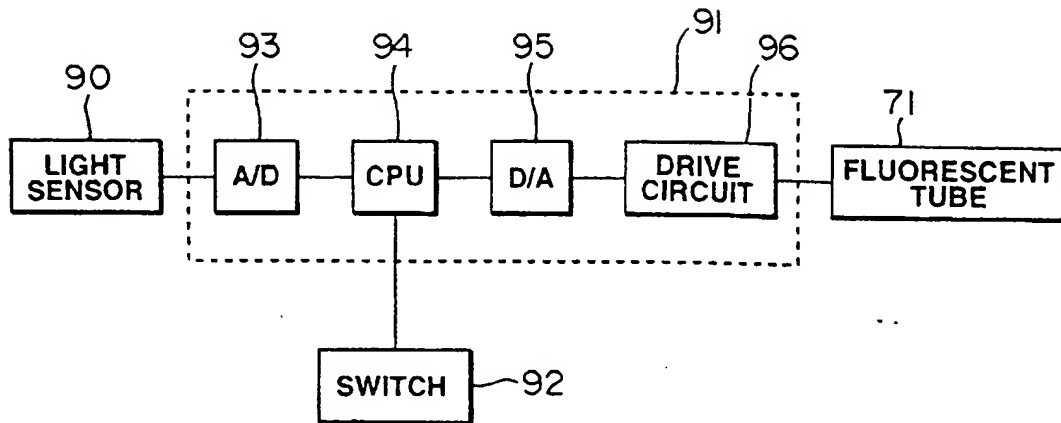 90
93
94
95
91
96
71
LIGHT
SENSOR
A/D
CPU
D/A
DRIVE
CIRCUIT
FLUORESCENT
TUBE
SWITCH
92